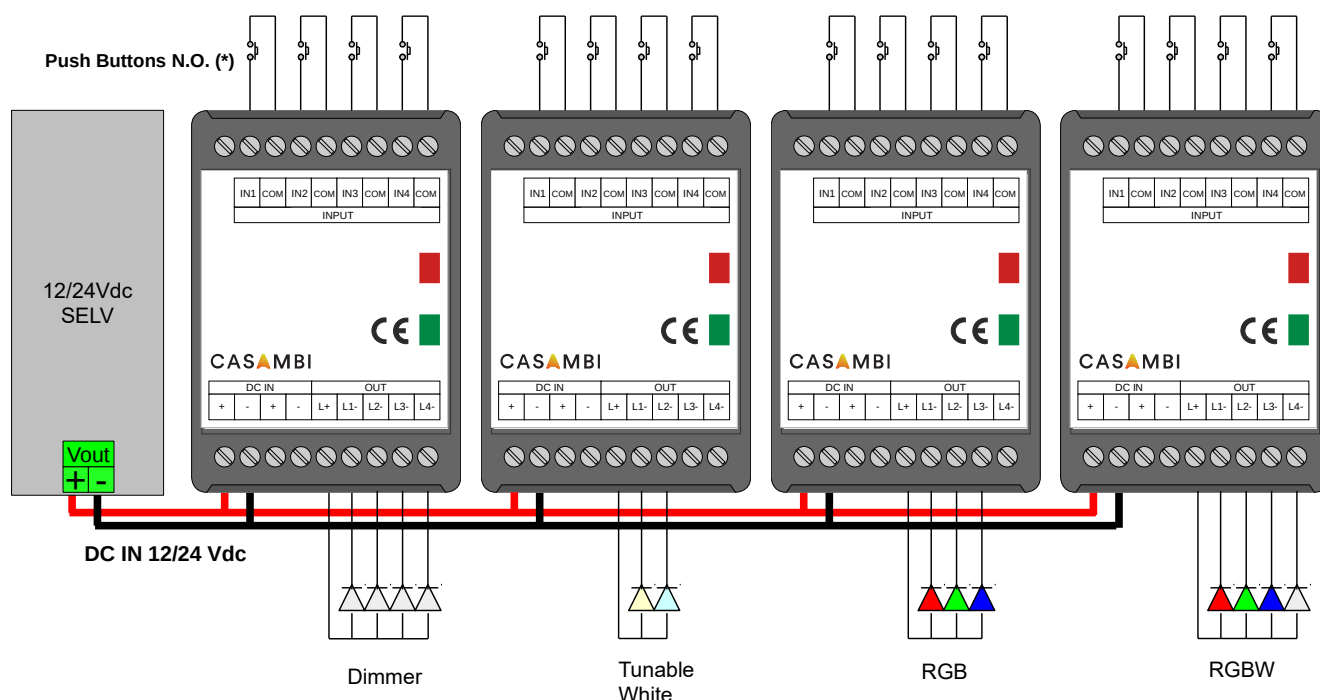 Push Buttons N.O. (*)
12/24Vdc
SELV
Vout
+ -
DC IN 12/24 Vdc
IN1 COM IN2 COM IN3 COM IN4 COM
INPUT
CE
CASAMBI
DC IN OUT
+ - + - L+ L1- L2- L3- L4-
Dimmer
IN1 COM IN2 COM IN3 COM IN4 COM
INPUT
CE
CASAMBI
DC IN OUT
+ - + - L+ L1- L2- L3- L4-
Tunable
White
IN1 COM IN2 COM IN3 COM IN4 COM
INPUT
CE
CASAMBI
DC IN OUT
+ - + - L+ L1- L2- L3- L4-
RGB
IN1 COM IN2 COM IN3 COM IN4 COM
INPUT
CE
CASAMBI
DC IN OUT
+ - + - L+ L1- L2- L3- L4-
RGBW